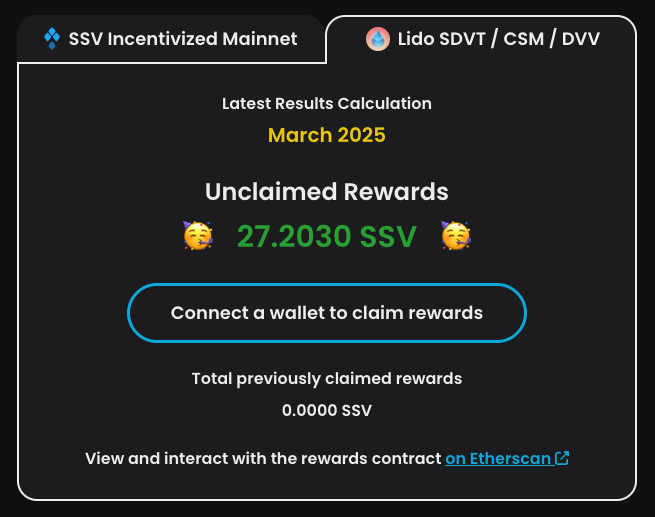 SSV Incentivized Mainnet
Lido SDVT / CSM / DVV
Latest Results Calculation
March 2025
Unclaimed Rewards
27.2030 SSV
Connect a wallet to claim rewards
Total previously claimed rewards
0.0000 SSV
View and interact with the rewards contract on Etherscan